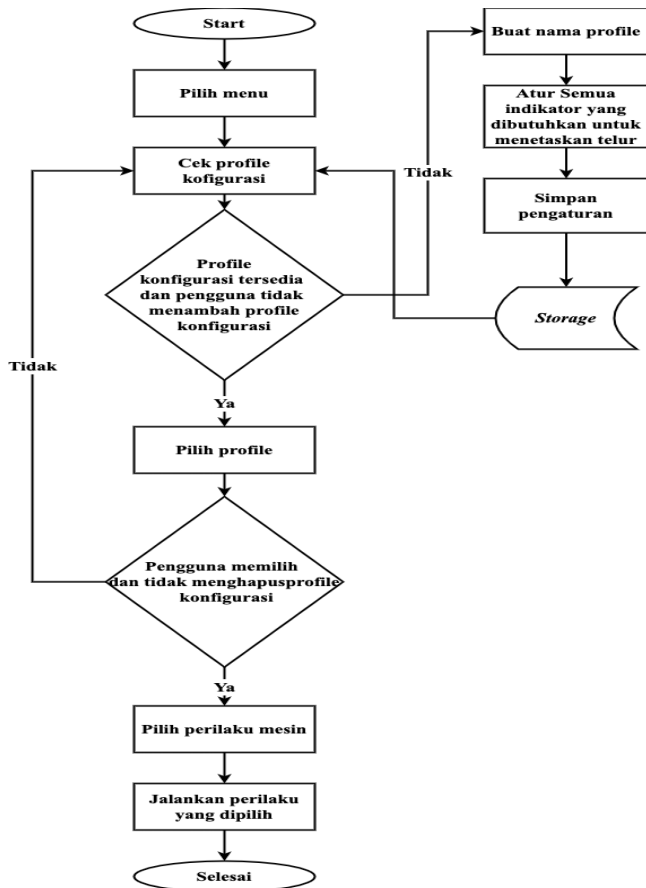 Start
Pilih menu
Cek profile
kofigurasi
Profile
konfigurasi tersedia
dan pengguna tidak
menambah profile
konfigurasi
Tidak
Buat nama profile
Atur Semua
indikator yang
dibutuhkan untuk
menetaskan telur
Simpan
pengaturan
Storage
Ya
Pilih profile
Pengguna memilih
dan tidak menghapusprofile
konfigurasi
Tidak
Ya
Pilih perilaku mesin
Jalankan perilaku
yang dipilih
Selesai